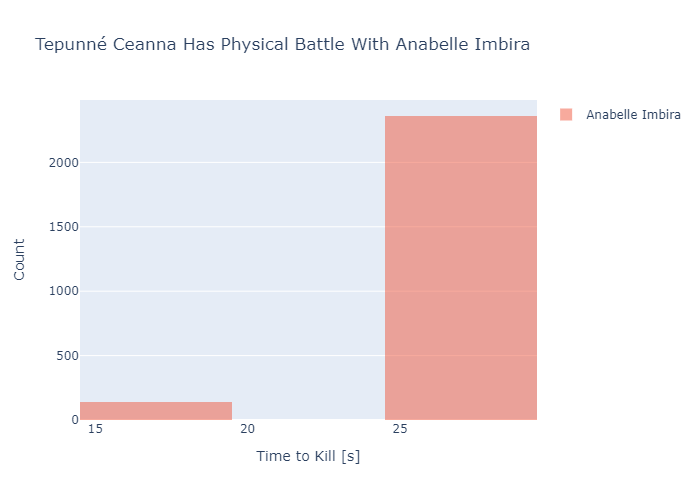 Tepunné Ceanna Has Physical Battle With Anabelle Imbira
Anabelle Imbira
2000
1500
1000
500
0
Count
15 20 25
Time to Kill [s]